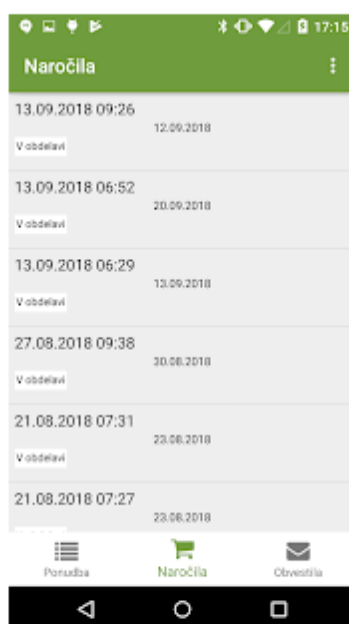 17:15
Naročila
13.09.2018 09:26
12.09.2018
V obdelavi
13.09.2018 06:52
20.09.2018
V obdelavi
13.09.2018 06:29
13.09.2018
V obdelavi
27.08.2018 09:38
30.08.2018
V obdelavi
21.08.2018 07:31
23.08.2018
V obdelavi
21.08.2018 07:27
23.08.2018
Ponudba
Naročila
Obvestila